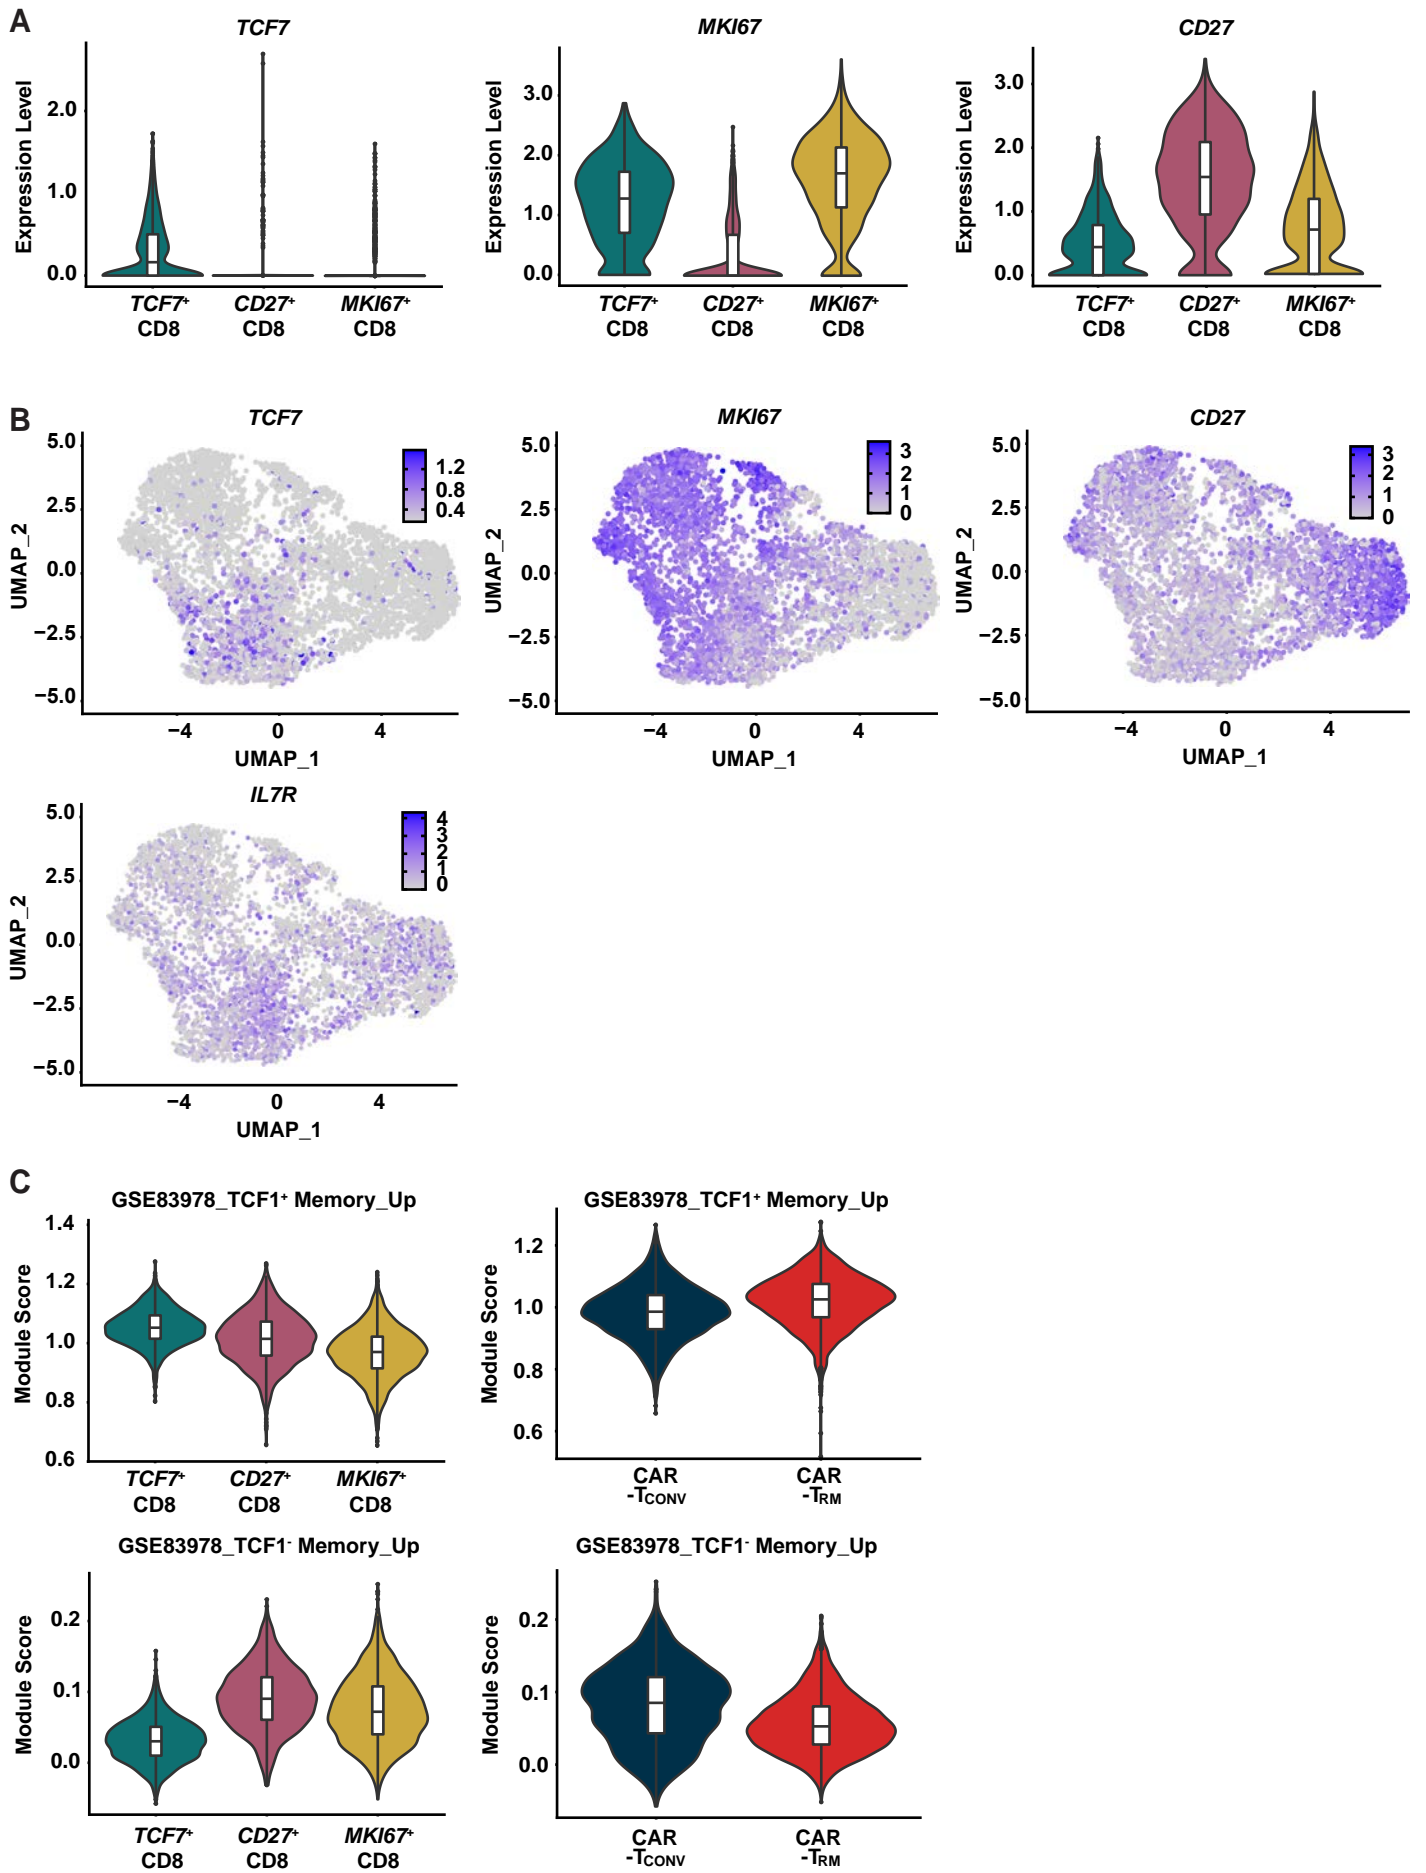 A
TCF7
MKI67
CD27
Expression Level
2.0
1.0
0.0
TCF7+ CD27+ MKI67+
CD8 CD8 CD8
Expression Level
3.0
2.0
1.0
0.0
TCF7+ CD27+ MKI67+
CD8 CD8 CD8
Expression Level
3.0
2.0
1.0
0.0
TCF7+ CD27+ MKI67+
CD8 CD8 CD8
B
TCF7
UMAP_2
5.0
2.5
0.0
−2.5
−5.0
1.2
0.8
0.4
−4 0 4
UMAP_1
MKI67
UMAP_2
5.0
2.5
0.0
−2.5
−5.0
3
2
1
0
−4 0 4
UMAP_1
CD27
UMAP_2
5.0
2.5
0.0
−2.5
−5.0
3
2
1
0
−4 0 4
UMAP_1
IL7R
UMAP_2
5.0
2.5
0.0
−2.5
−5.0
4
3
2
1
0
−4 0 4
UMAP_1
C
GSE83978_TCF1+ Memory_Up
Module Score
1.4
1.2
1.0
0.8
0.6
TCF7+ CD27+ MKI67+
CD8 CD8 CD8
GSE83978_TCF1+ Memory_Up
Module Score
1.2
1.0
0.8
0.6
CAR CAR
-TCONV -TRM
GSE83978_TCF1- Memory_Up
Module Score
0.2
0.1
0.0
TCF7+ CD27+ MKI67+
CD8 CD8 CD8
GSE83978_TCF1- Memory_Up
Module Score
0.2
0.1
0.0
CAR CAR
-TCONV -TRM